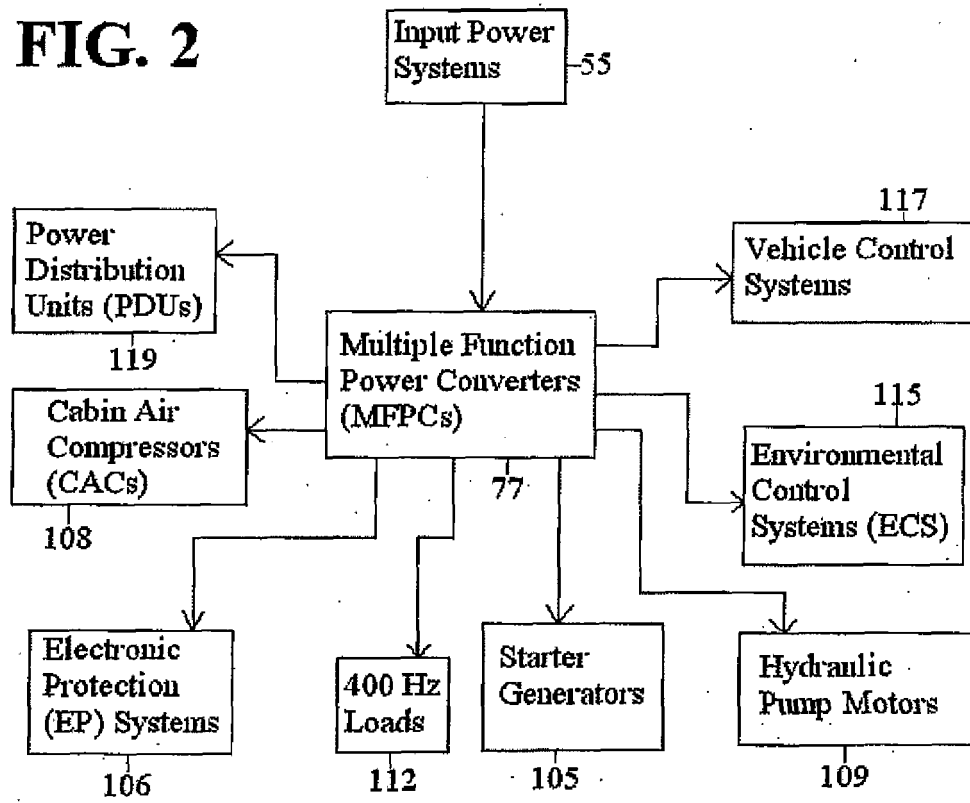 FIG. 2
Input Power
Systems
55
Power
Distribution
Units (PDUs)
119
117
Vehicle Control
Systems
Multiple Function
Power Converters
(MFPCs)
77
Cabin Air
Compressors
(CACs)
108
115
Environmental
Control
Systems (ECS)
Electronic
Protection
(EP) Systems
106
400 Hz
Loads
112
Starter
Generators
105
Hydraulic
Pump Motors
109